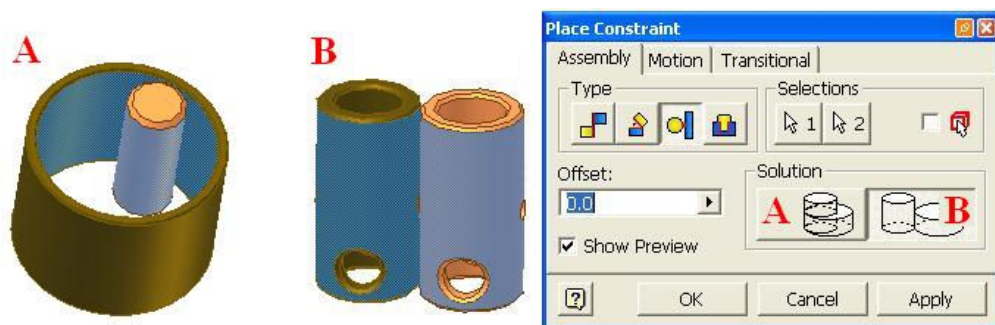 A
B
Place Constraint
Assembly Motion Transitional
Type
Selections
1 2
Offset:
0.0
Solution
A B
Show Preview
? OK Cancel Apply